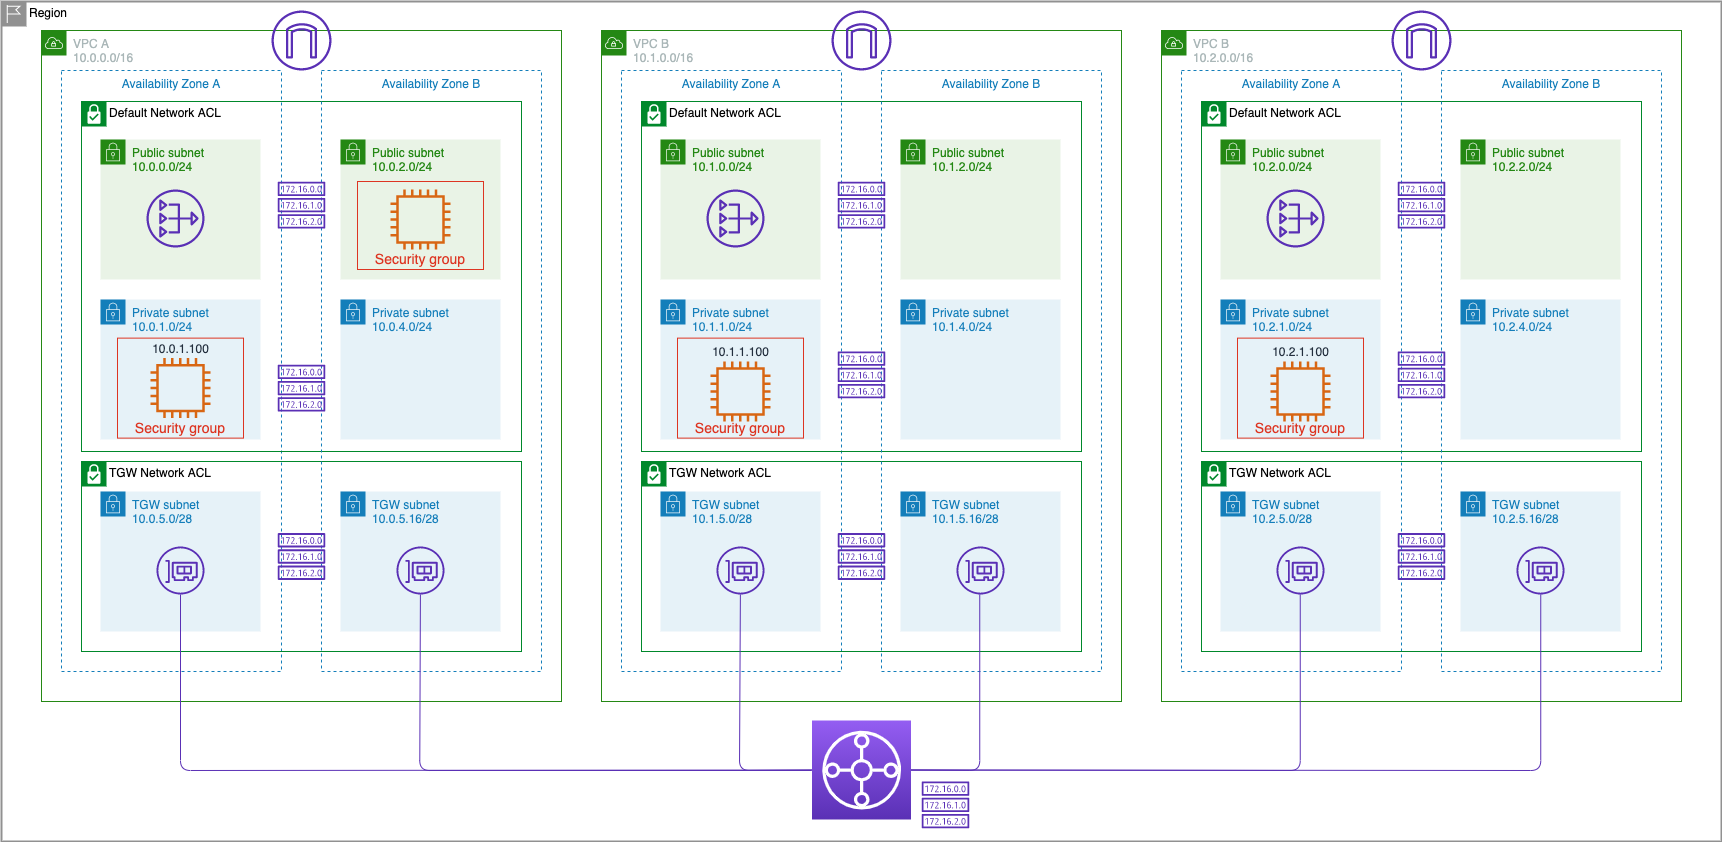 Region
VPC A
10.0.0.0/16
Availability Zone A
Availability Zone B
Default Network ACL
Public subnet
10.0.0.0/24
172.16.0.0
172.16.1.0
172.16.2.0
Public subnet
10.0.2.0/24
Security group
Private subnet
10.0.1.0/24
10.0.1.100
Security group
172.16.0.0
172.16.1.0
172.16.2.0
Private subnet
10.0.4.0/24
TGW Network ACL
TGW subnet
10.0.5.0/28
172.16.0.0
172.16.1.0
172.16.2.0
TGW subnet
10.0.5.16/28
VPC B
10.1.0.0/16
Availability Zone A
Availability Zone B
Default Network ACL
Public subnet
10.1.0.0/24
172.16.0.0
172.16.1.0
172.16.2.0
Public subnet
10.1.2.0/24
Private subnet
10.1.1.0/24
10.1.1.100
Security group
172.16.0.0
172.16.1.0
172.16.2.0
Private subnet
10.1.4.0/24
TGW Network ACL
TGW subnet
10.1.5.0/28
172.16.0.0
172.16.1.0
172.16.2.0
TGW subnet
10.1.5.16/28
VPC B
10.2.0.0/16
Availability Zone A
Availability Zone B
Default Network ACL
Public subnet
10.2.0.0/24
172.16.0.0
172.16.1.0
172.16.2.0
Public subnet
10.2.2.0/24
Private subnet
10.2.1.0/24
10.2.1.100
Security group
172.16.0.0
172.16.1.0
172.16.2.0
Private subnet
10.2.4.0/24
TGW Network ACL
TGW subnet
10.2.5.0/28
172.16.0.0
172.16.1.0
172.16.2.0
TGW subnet
10.2.5.16/28
172.16.0.0
172.16.1.0
172.16.2.0